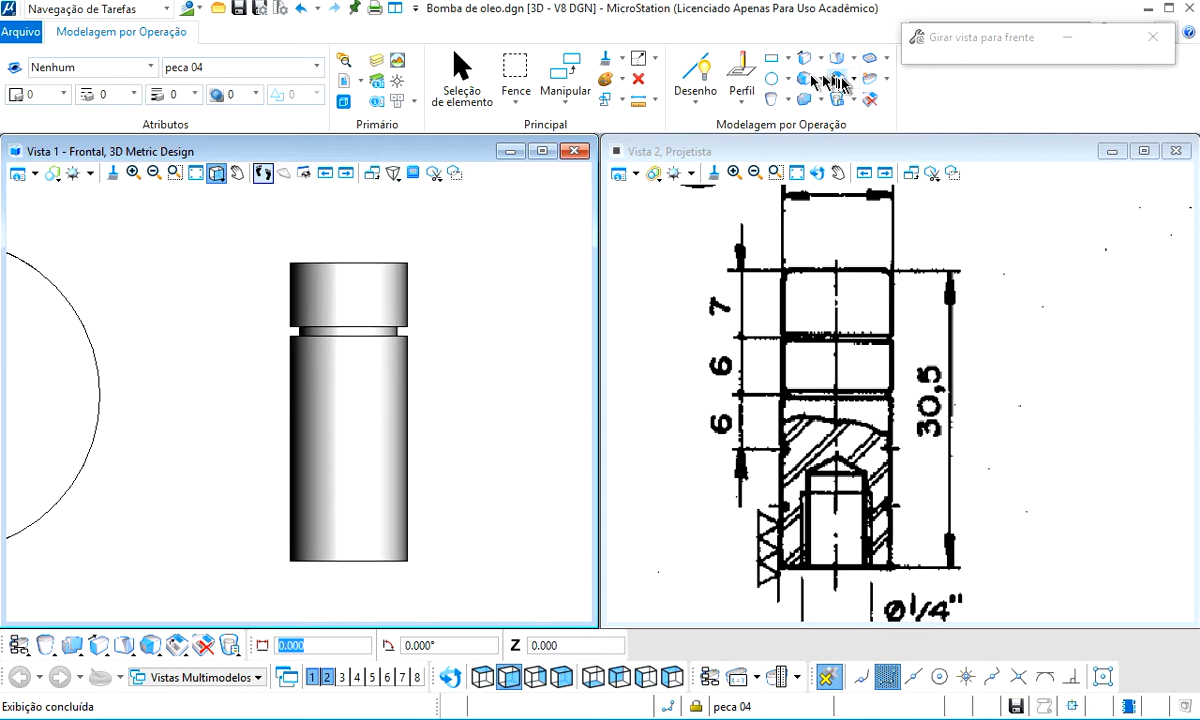 Navegação de Tarefas
Bomba de oleo.dgn [3D - V8 DGN] - MicroStation (Licenciado Apenas Para Uso Académico)
Arquivo
Modelagem por Operação
Girar vista para frente
Nenhum
peca 04
0
0
0
0
0
Seleção de elemento
Fence
Manipular
Desenho
Perfil
Atributos
Primário
Principal
Modelagem por Operação
Vista 1 - Frontal, 3D Metric Design
Vista 2, Projetista
7
6
6
30,5
Ø1/4"
0.000
0.000°
Z
0.000
Vistas Multimodelos
1 2 3 4 5 6 7 8
Exibição concluída
peca 04